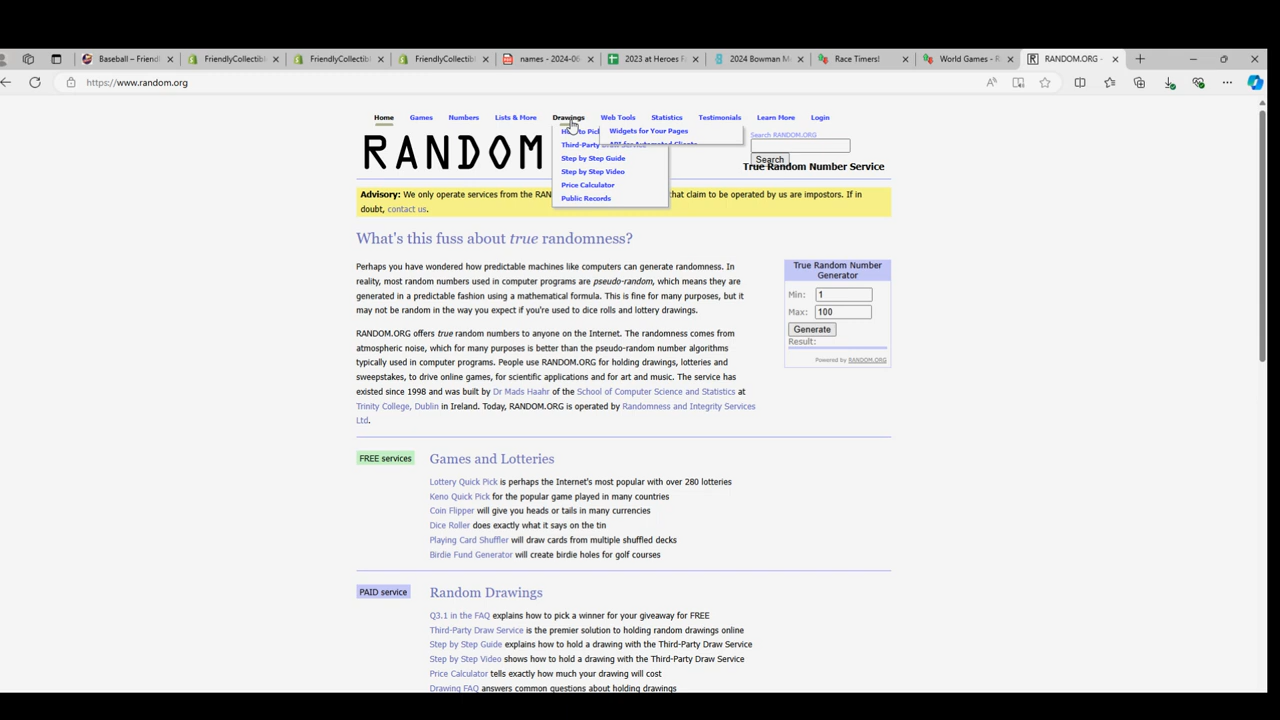 Baseball – Friendl
FriendlyCollectibl
FriendlyCollectibl
FriendlyCollectibl
names - 2024-06
2023 at Heroes F
2024 Bowman M
Race Timers!
World Games - R
RANDOM.ORG -
https://www.random.org
Home Games Numbers Lists & More Drawings Web Tools Statistics Testimonials Learn More Login
Widgets for Your Pages
Search RANDOM.ORG
Third-Party
Step by Step Guide
Step by Step Video
Price Calculator
Public Records
RANDOM
Search
True Random Number Service
Advisory: We only operate services from the RAN that claim to be operated by us are impostors. If in
doubt, contact us.
What's this fuss about true randomness?
Perhaps you have wondered how predictable machines like computers can generate randomness. In
reality, most random numbers used in computer programs are pseudo-random, which means they are
generated in a predictable fashion using a mathematical formula. This is fine for many purposes, but it
may not be random in the way you expect if you're used to dice rolls and lottery drawings.
RANDOM.ORG offers true random numbers to anyone on the Internet. The randomness comes from
atmospheric noise, which for many purposes is better than the pseudo-random number algorithms
typically used in computer programs. People use RANDOM.ORG for holding drawings, lotteries and
sweepstakes, to drive online games, for scientific applications and for art and music. The service has
existed since 1998 and was built by Dr Mads Haahr of the School of Computer Science and Statistics at
Trinity College, Dublin in Ireland. Today, RANDOM.ORG is operated by Randomness and Integrity Services
Ltd.
True Random Number
Generator
Min: 1
Max: 100
Generate
Result:
Powered by RANDOM.ORG
FREE services
Games and Lotteries
Lottery Quick Pick is perhaps the Internet's most popular with over 280 lotteries
Keno Quick Pick for the popular game played in many countries
Coin Flipper will give you heads or tails in many currencies
Dice Roller does exactly what it says on the tin
Playing Card Shuffler will draw cards from multiple shuffled decks
Birdie Fund Generator will create birdie holes for golf courses
PAID service
Random Drawings
Q3.1 in the FAQ explains how to pick a winner for your giveaway for FREE
Third-Party Draw Service is the premier solution to holding random drawings online
Step by Step Guide explains how to hold a drawing with the Third-Party Draw Service
Step by Step Video shows how to hold a drawing with the Third-Party Draw Service
Price Calculator tells exactly how much your drawing will cost
Drawing FAQ answers common questions about holding drawings